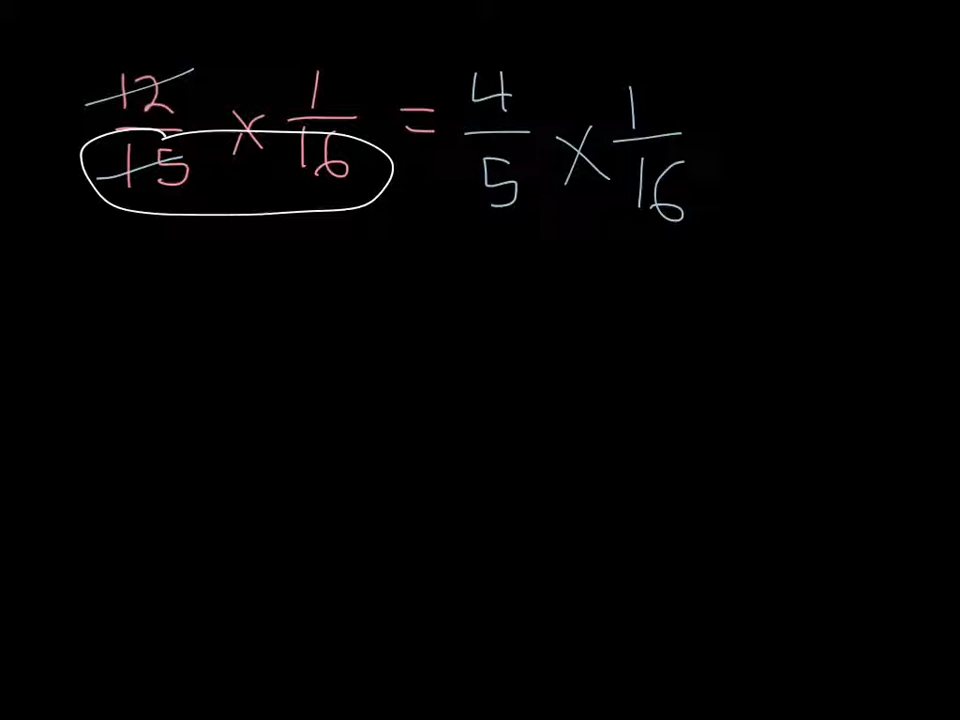 12/15 × 1/16 = 4/5 × 1/16